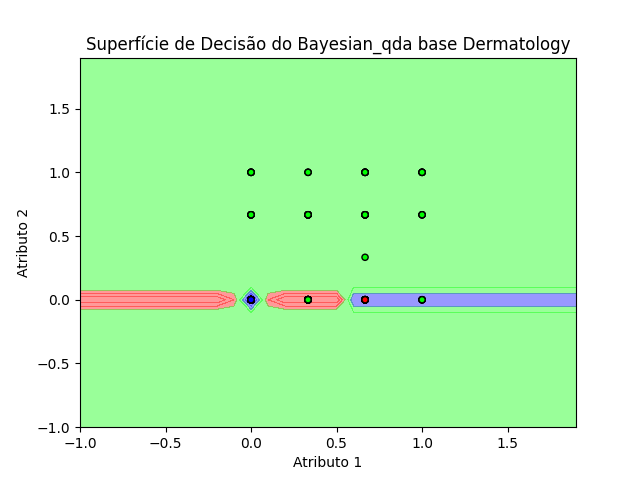 Superfície de Decisão do Bayesian_qda base Dermatology
1.5
1.0
0.5
0.0
−0.5
−1.0
Atributo 2
−1.0 −0.5 0.0 0.5 1.0 1.5
Atributo 1